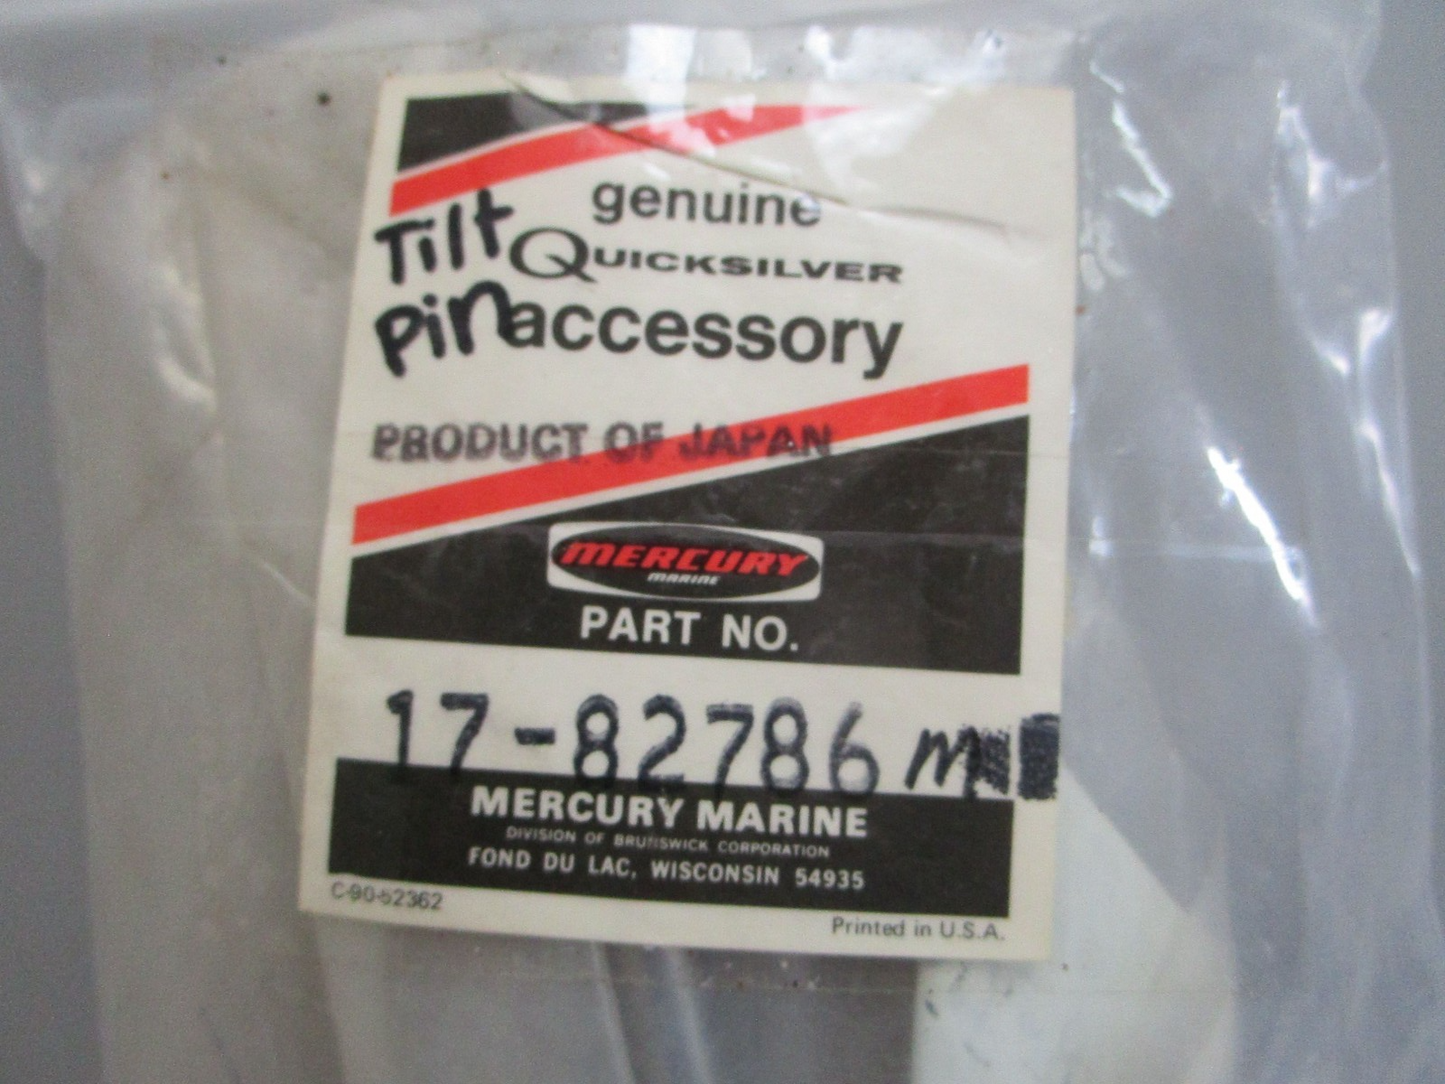 genuine
Tilt QUICKSILVER
Pin accessory
PRODUCT OF JAPAN
MERCURY
MARINE
PART NO.
17-82786 m
MERCURY MARINE
DIVISION OF BRUNSWICK CORPORATION
FOND DU LAC, WISCONSIN 54935
C-90-62362
Printed in U.S.A.